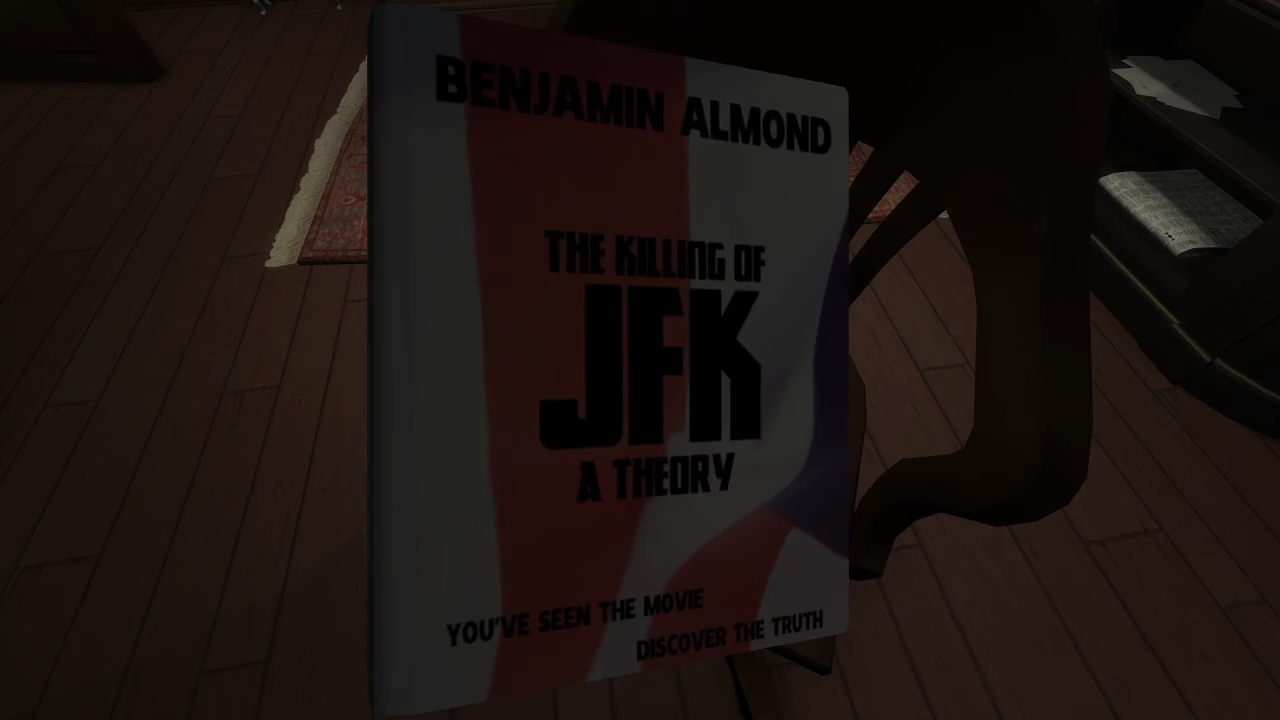 BENJAMIN ALMOND
THE KILLING OF
JFK
A THEORY
YOU'VE SEEN THE MOVIE
DISCOVER THE TRUTH